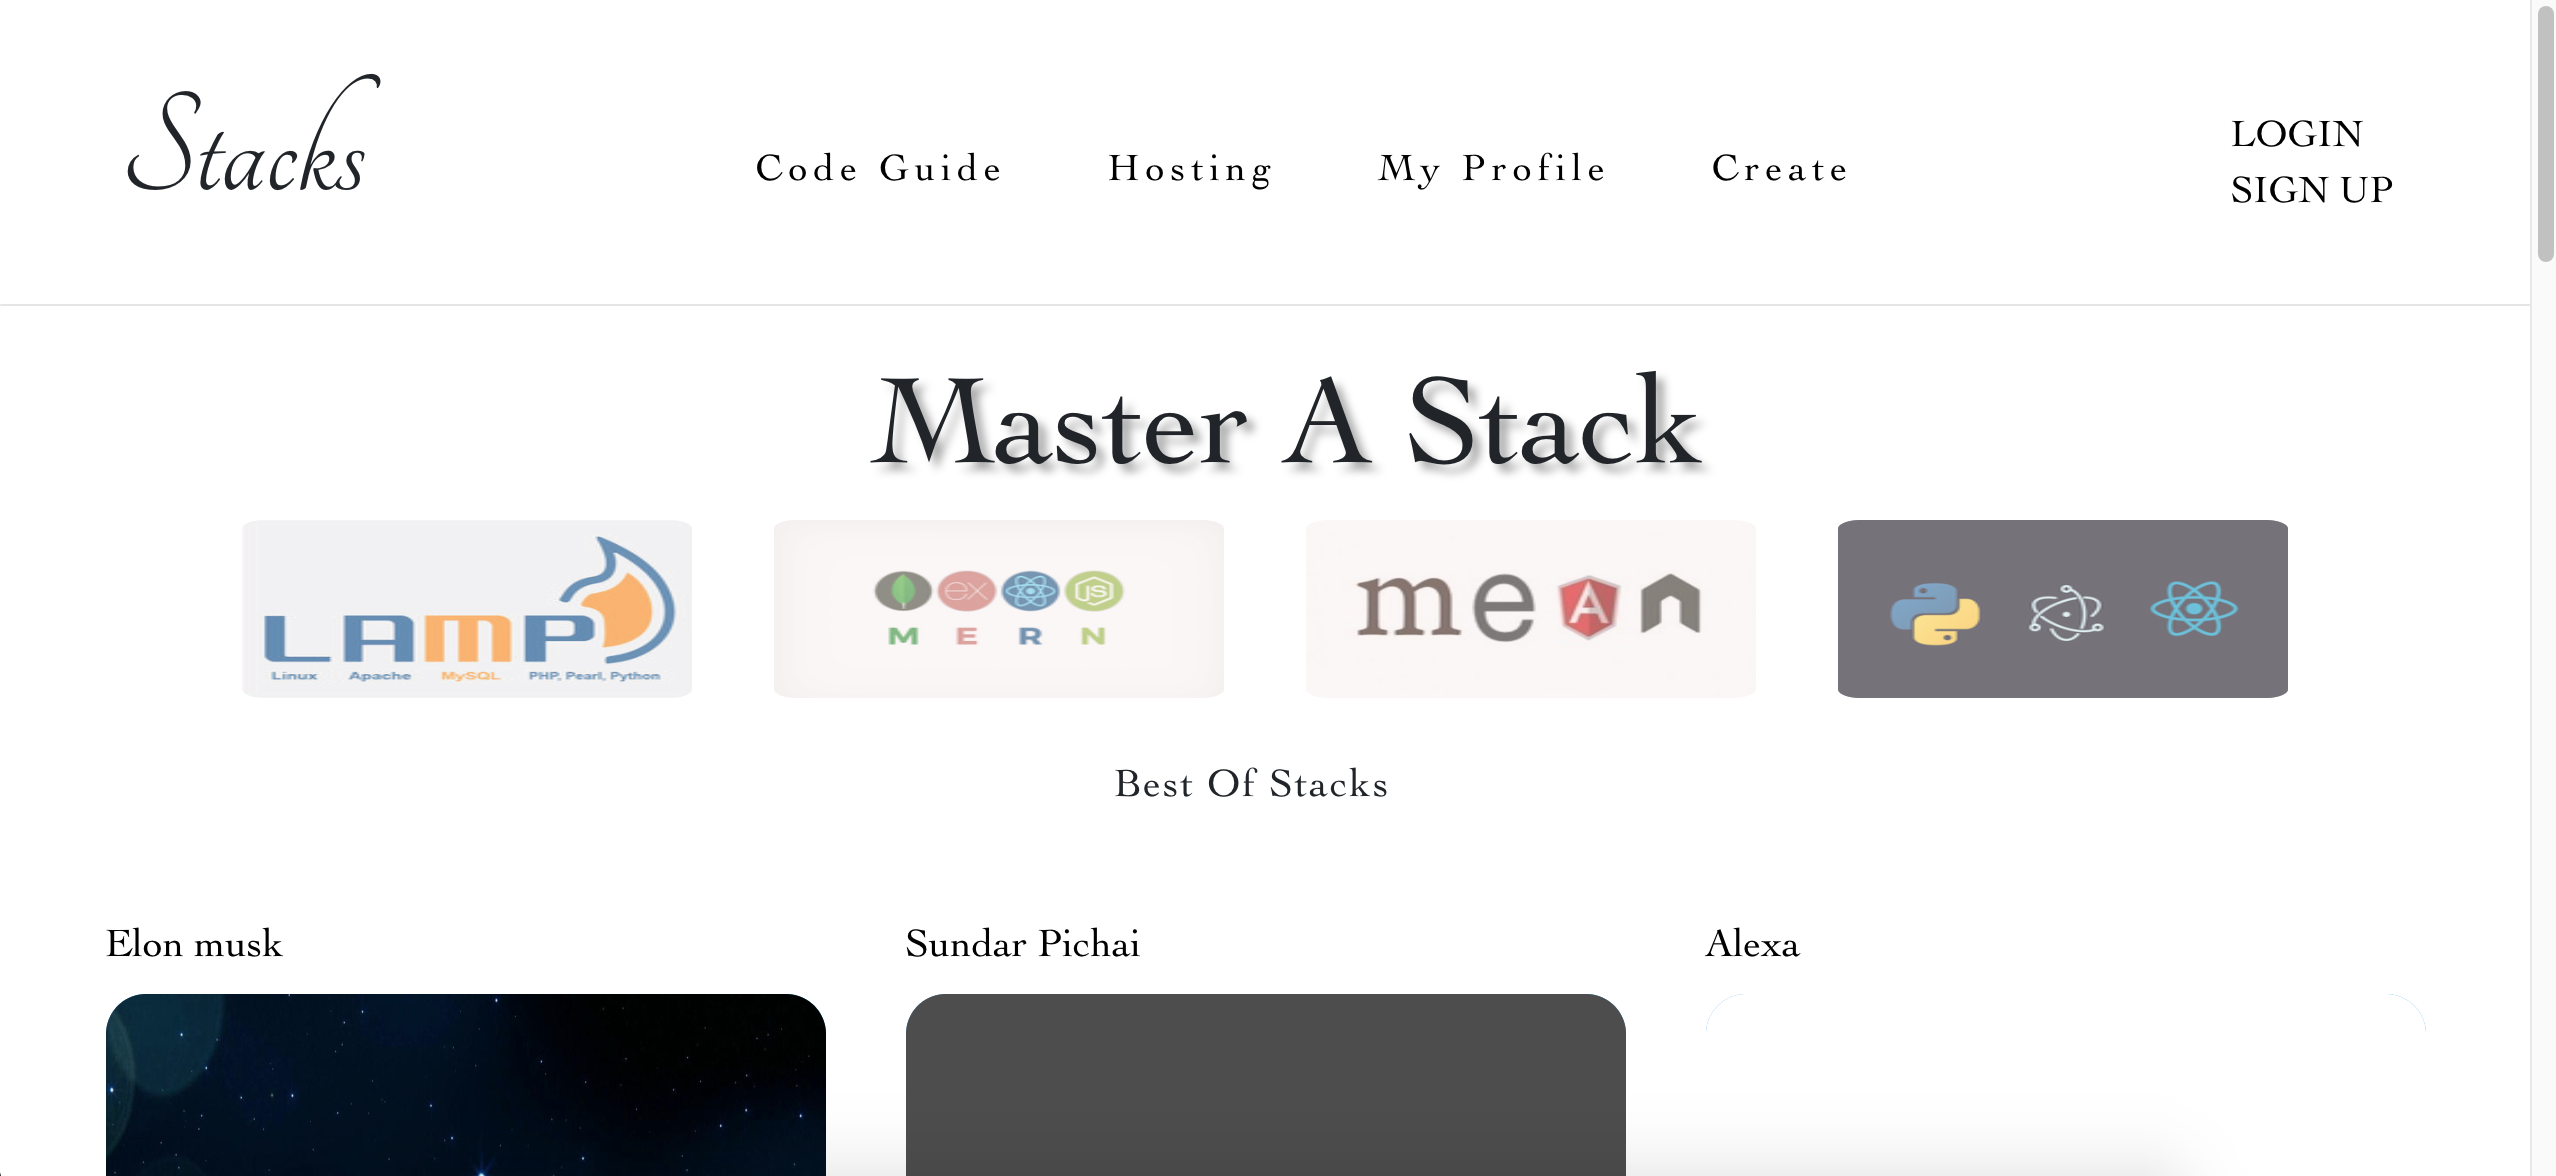 Stacks
Code Guide Hosting My Profile Create
LOGIN
SIGN UP
Master A Stack
LAMP
Linux Apache MySQL PHP, Pearl, Python
ex JS
M E R N
me A n
Best Of Stacks
Elon musk Sundar Pichai Alexa